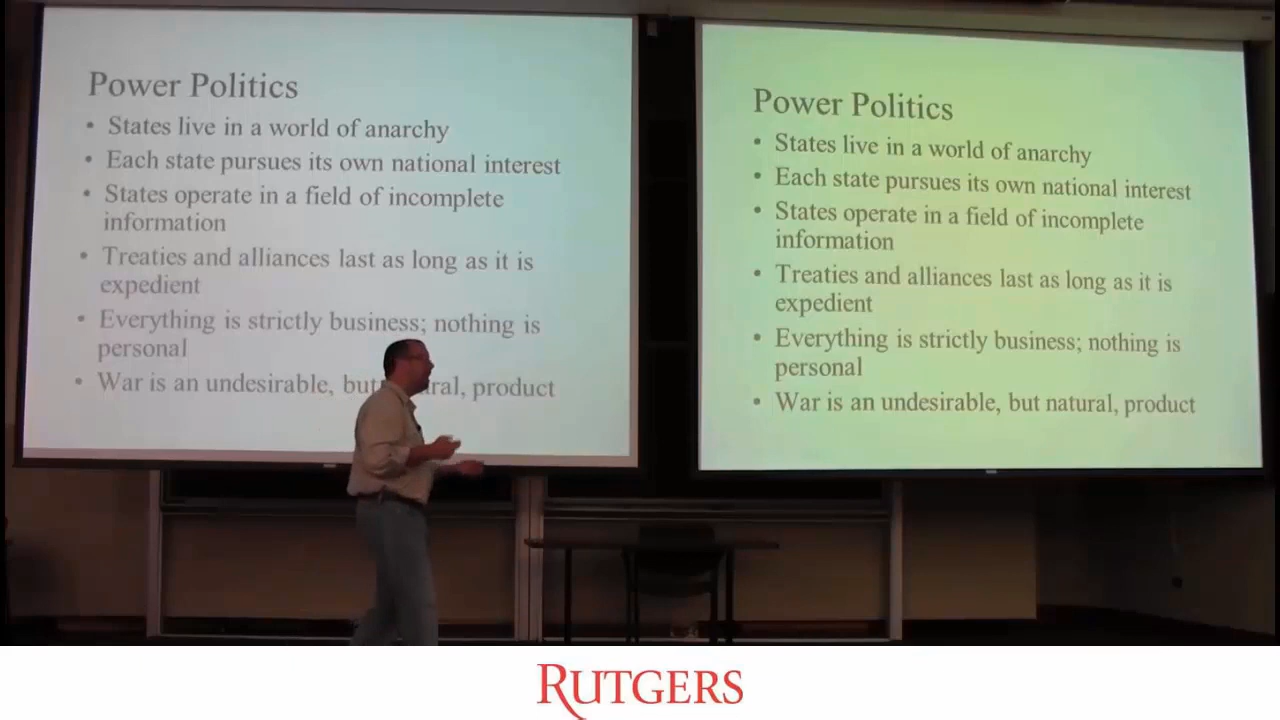 Power Politics
• States live in a world of anarchy
• Each state pursues its own national interest
• States operate in a field of incomplete
information
• Treaties and alliances last as long as it is
expedient
• Everything is strictly business; nothing is
personal
• War is an undesirable, but ral, product
Power Politics
• States live in a world of anarchy
• Each state pursues its own national interest
• States operate in a field of incomplete
information
• Treaties and alliances last as long as it is
expedient
• Everything is strictly business; nothing is
personal
• War is an undesirable, but natural, product
RUTGERS